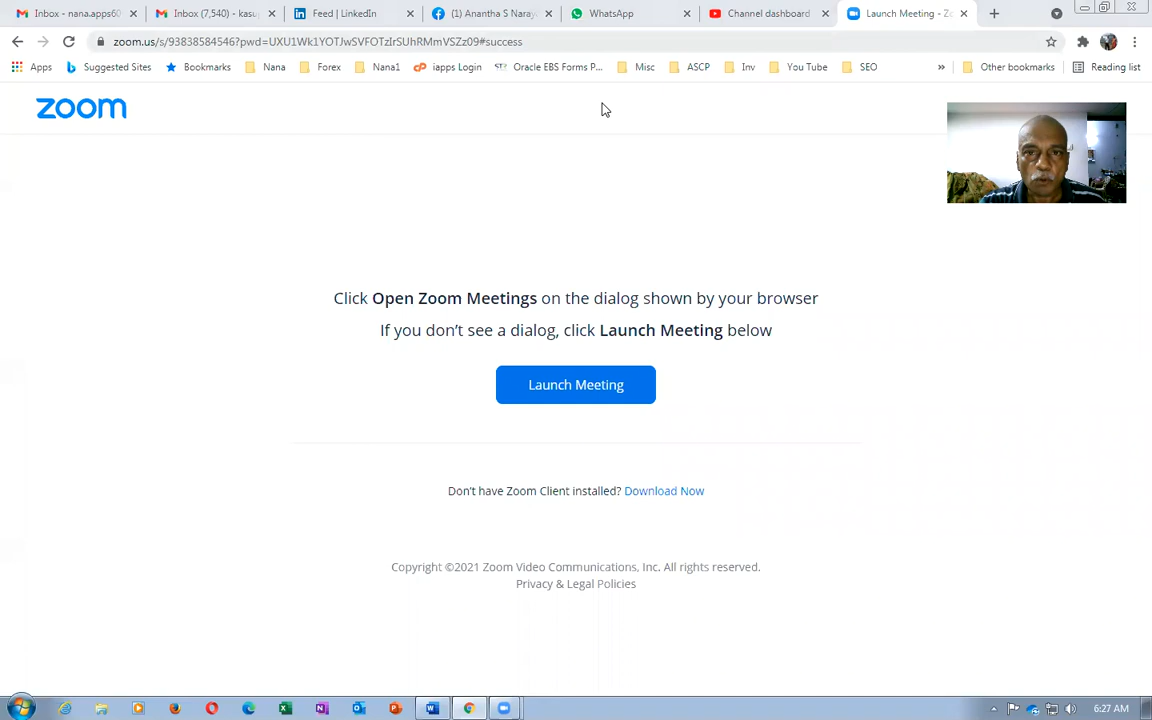 Inbox - nana.apps60 Inbox (7,540) - kasu Feed | LinkedIn (1) Anantha S Naray WhatsApp Channel dashboard Launch Meeting - Zo
zoom.us/s/93838584546?pwd=UXU1Wk1YOTJwSVFOTzIrSUhRMmVSZz09#success
Apps Suggested Sites Bookmarks Nana Forex Nana1 iapps Login Oracle EBS Forms P... Misc ASCP Inv You Tube SEO » Other bookmarks Reading list
zoom
Click Open Zoom Meetings on the dialog shown by your browser
If you don't see a dialog, click Launch Meeting below
Launch Meeting
Don't have Zoom Client installed? Download Now
Copyright ©2021 Zoom Video Communications, Inc. All rights reserved.
Privacy & Legal Policies
6:27 AM